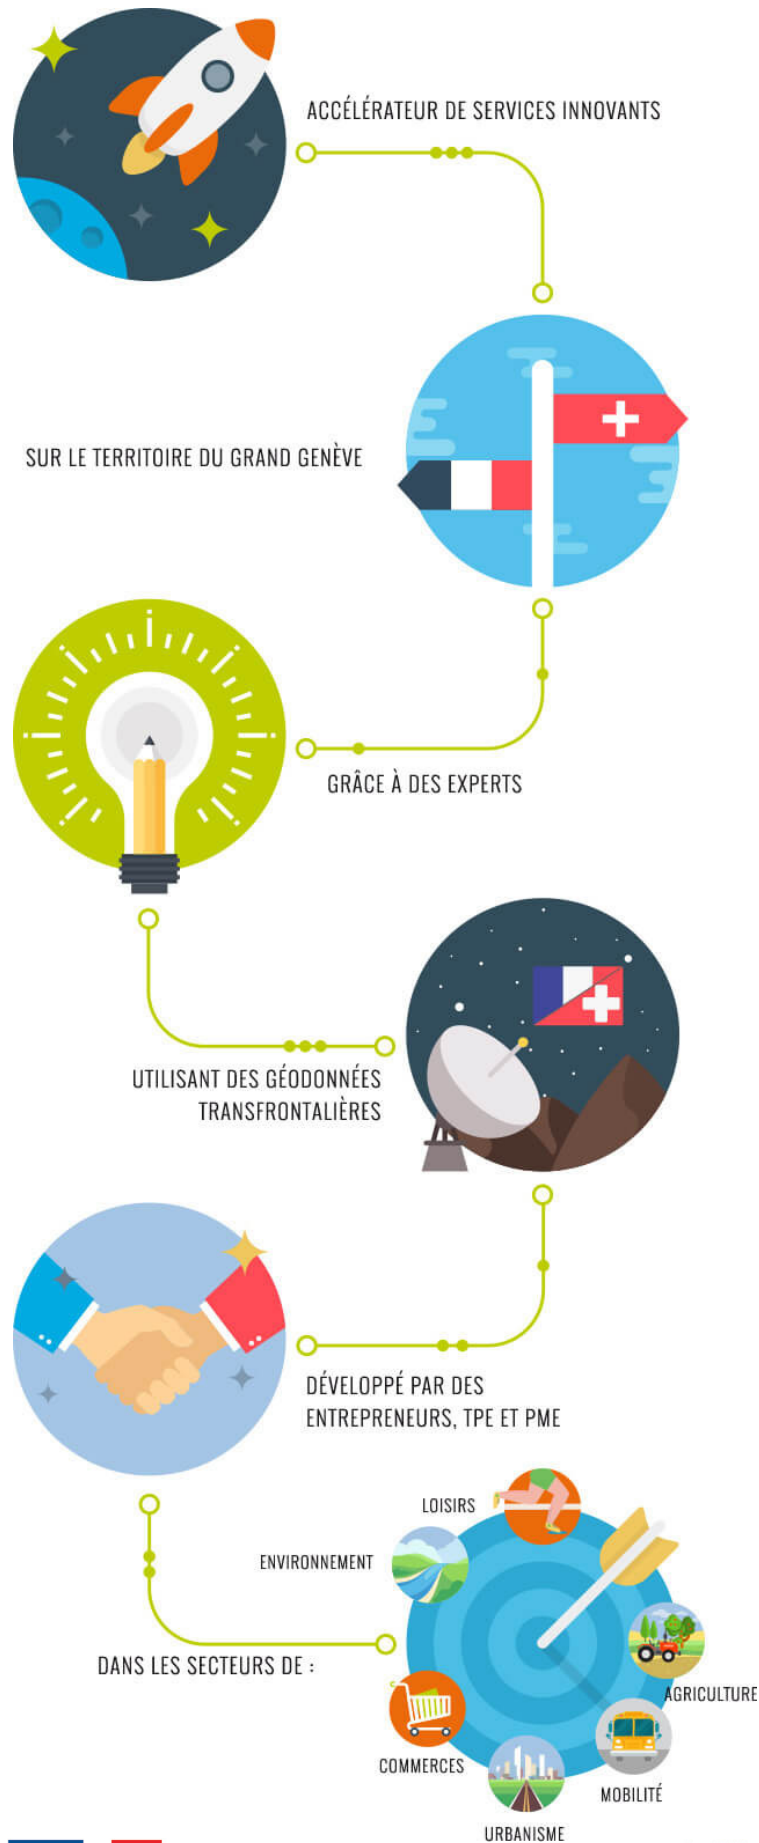 ACCÉLÉRATEUR DE SERVICES INNOVANTS
SUR LE TERRITOIRE DU GRAND GENÈVE
GRÂCE À DES EXPERTS
UTILISANT DES GÉODONNÉES
TRANSFRONTALIÈRES
DÉVELOPPÉ PAR DES
ENTREPRENEURS, TPE ET PME
LOISIRS
ENVIRONNEMENT
DANS LES SECTEURS DE :
AGRICULTURE
COMMERCES
MOBILITÉ
URBANISME